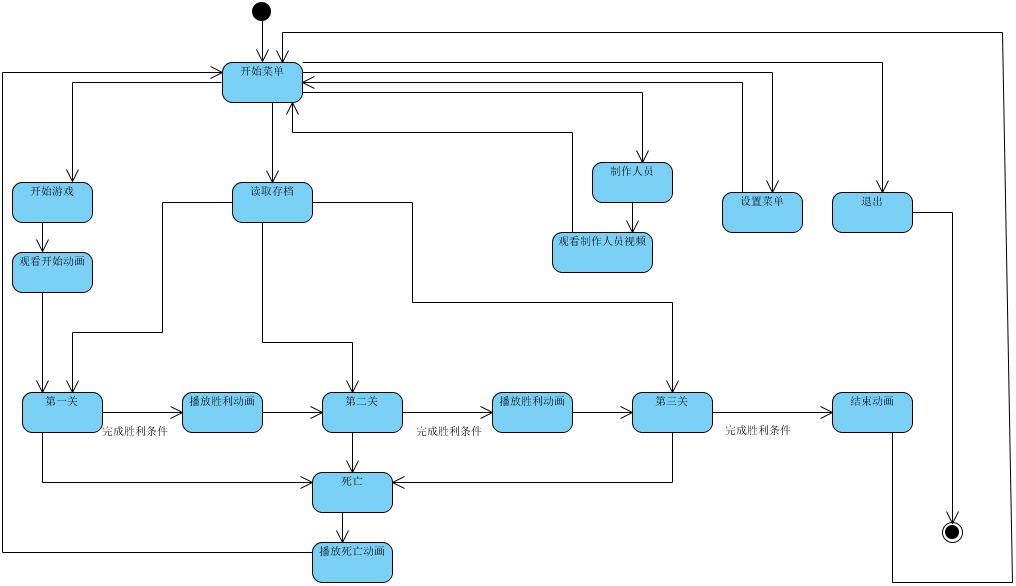 开始菜单
制作人员
开始游戏
读取存档
设置菜单
退出
观看制作人员视频
观看开始动画
第一关
播放胜利动画
第二关
播放胜利动画
第三关
结束动画
完成胜利条件
完成胜利条件
完成胜利条件
死亡
播放死亡动画